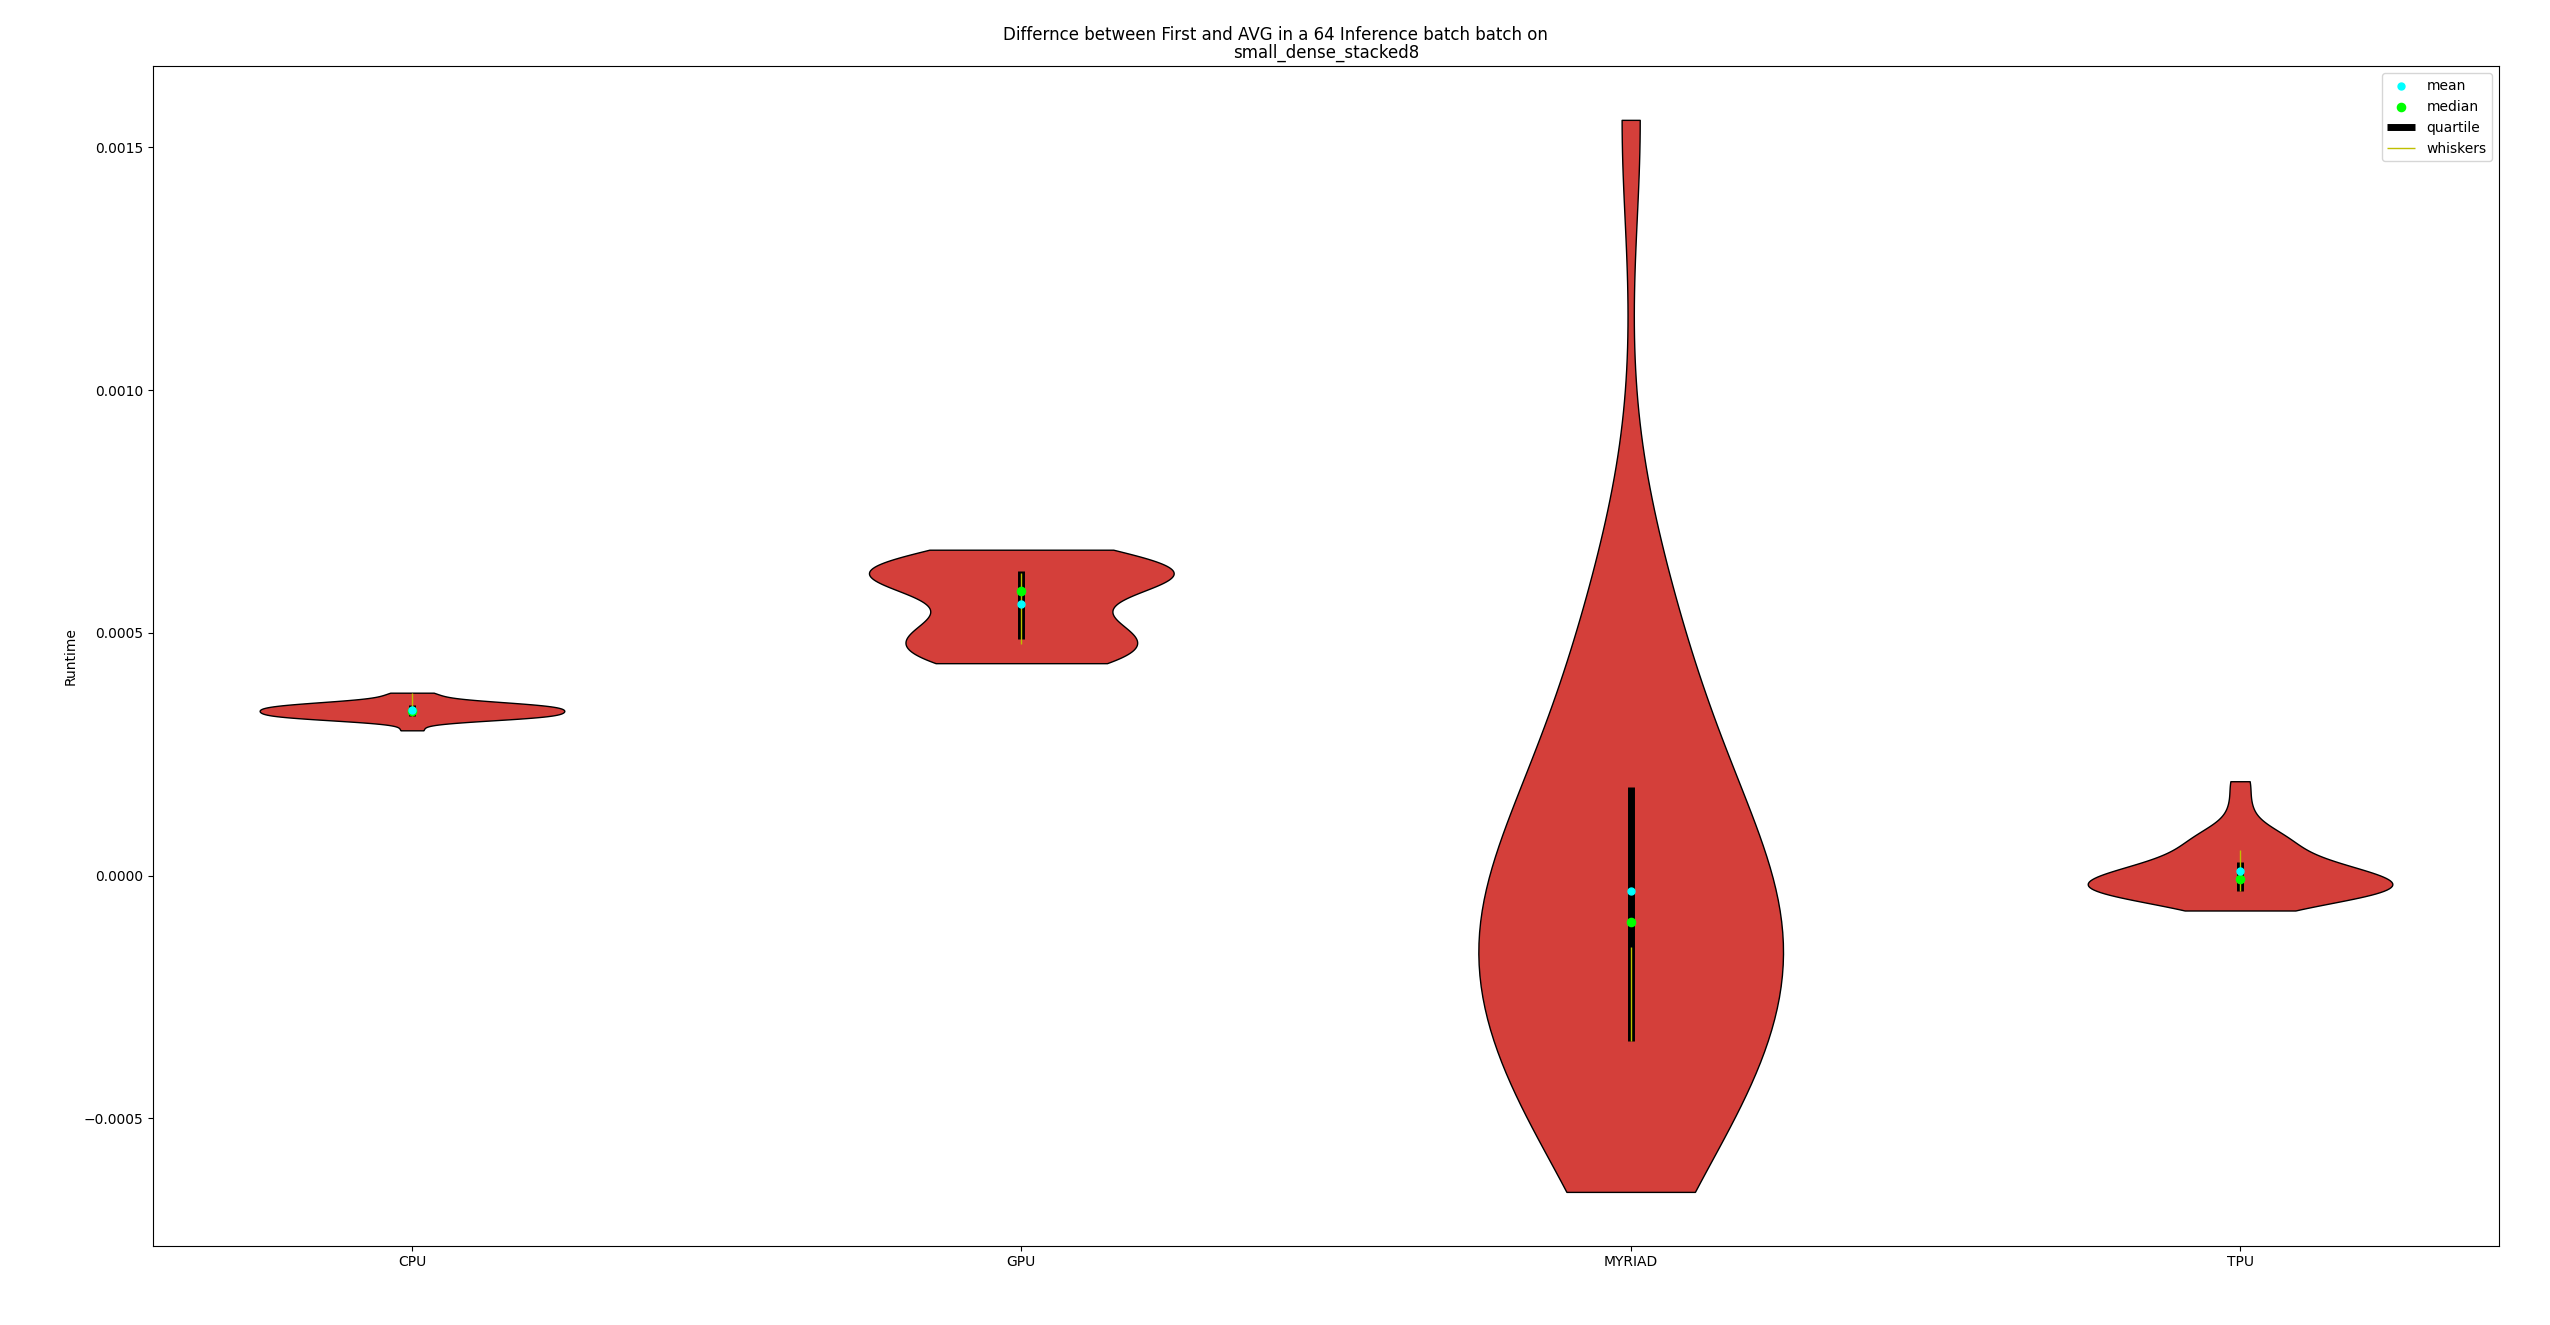 Differnce between First and AVG in a 64 Inference batch batch on
small_dense_stacked8
mean
median
quartile
whiskers
0.0015
0.0010
0.0005
0.0000
−0.0005
Runtime
CPU
GPU
MYRIAD
TPU